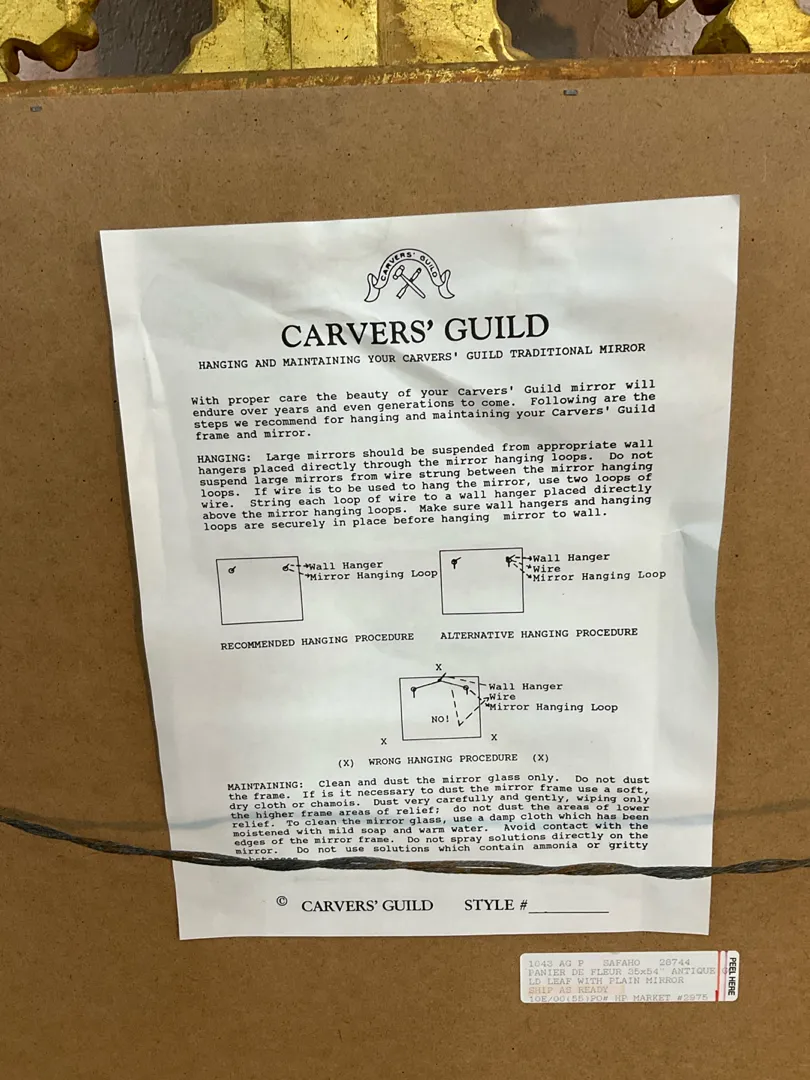 CARVERS' GUILD
CARVERS' GUILD
HANGING AND MAINTAINING YOUR CARVERS' GUILD TRADITIONAL MIRROR
With proper care the beauty of your Carvers' Guild mirror will
endure over years and even generations to come. Following are the
steps we recommend for hanging and maintaining your Carvers' Guild
frame and mirror.
HANGING: Large mirrors should be suspended from appropriate wall
hangers placed directly through the mirror hanging loops. Do not
suspend large mirrors from wire strung between the mirror hanging
loops. If wire is to be used to hang the mirror, use two loops of
wire. String each loop of wire to a wall hanger placed directly
above the mirror hanging loops. Make sure wall hangers and hanging
loops are securely in place before hanging mirror to wall.
Wall Hanger
Mirror Hanging Loop
Wall Hanger
Wire
Mirror Hanging Loop
RECOMMENDED HANGING PROCEDURE ALTERNATIVE HANGING PROCEDURE
X
Wall Hanger
Wire
Mirror Hanging Loop
NO!
X X
(X) WRONG HANGING PROCEDURE (X)
MAINTAINING: Clean and dust the mirror glass only. Do not dust
the frame. If is it necessary to dust the mirror frame use a soft,
dry cloth or chamois. Dust very carefully and gently, wiping only
the higher frame areas of relief; do not dust the areas of lower
relief. To clean the mirror glass, use a damp cloth which has been
moistened with mild soap and warm water. Avoid contact with the
edges of the mirror frame. Do not spray solutions directly on the
mirror. Do not use solutions which contain ammonia or gritty
© CARVERS' GUILD STYLE #
1043 AG P SAFAHO 28744
PANIER DE FLEUR 35x54" ANTIQUE
LD LEAF WITH PLAIN MIRROR
SHIP AS READY
PO# HP MARKET #2975
PEEL HERE